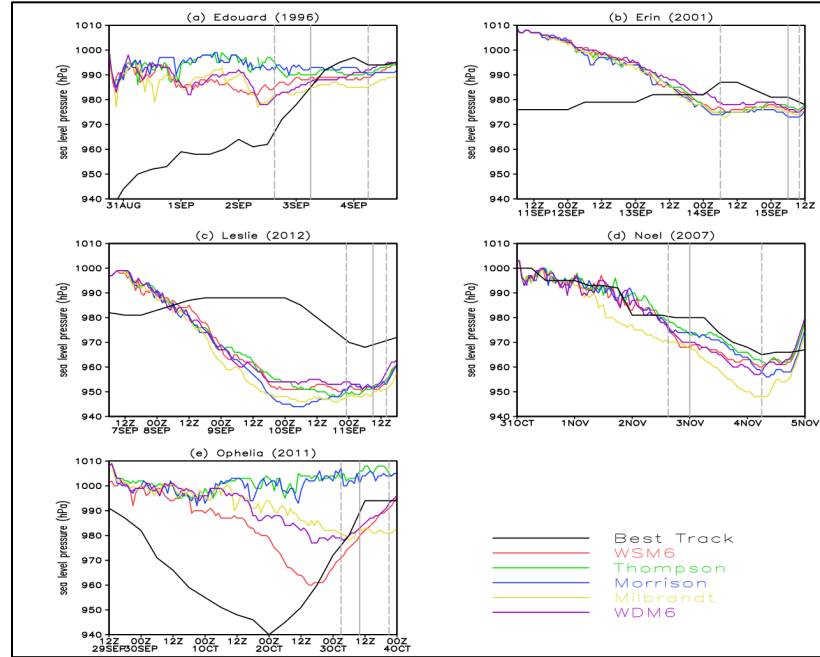 (a) Edouard (1996)
sea level pressure (hPa)
1010
1000
990
980
970
960
950
940
31AUG 1SEP 2SEP 3SEP 4SEP
(b) Erin (2001)
sea level pressure (hPa)
1010
1000
990
980
970
960
950
940
12Z 00Z 12Z 00Z 12Z 00Z 12Z 00Z 12Z
11SEP 12SEP 13SEP 14SEP 15SEP
(c) Leslie (2012)
sea level pressure (hPa)
1010
1000
990
980
970
960
950
940
12Z 00Z 12Z 00Z 12Z 00Z 12Z 00Z 12Z
7SEP 8SEP 9SEP 10SEP 11SEP
(d) Noel (2007)
sea level pressure (hPa)
1010
1000
990
980
970
960
950
940
31OCT 1NOV 2NOV 3NOV 4NOV 5NOV
(e) Ophelia (2011)
sea level pressure (hPa)
1010
1000
990
980
970
960
950
940
12Z 00Z 12Z 00Z 12Z 00Z 12Z 00Z 12Z 00Z
29SEP 30SEP 1OCT 2OCT 3OCT 4OCT
Best Track
WSM6
Thompson
Morrison
Milbrandt
WDM6